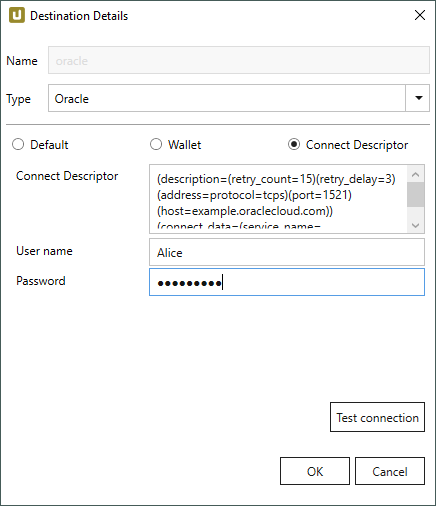 Destination Details
Name oracle
Type Oracle
Default Wallet Connect Descriptor
Connect Descriptor
(description=(retry_count=15)(retry_delay=3)
(address=protocol=tcps)(port=1521)
(host=example.oraclecloud.com))
(connect_data=(service_name=
User name Alice
Password ●●●●●●●●●
Test connection
OK Cancel